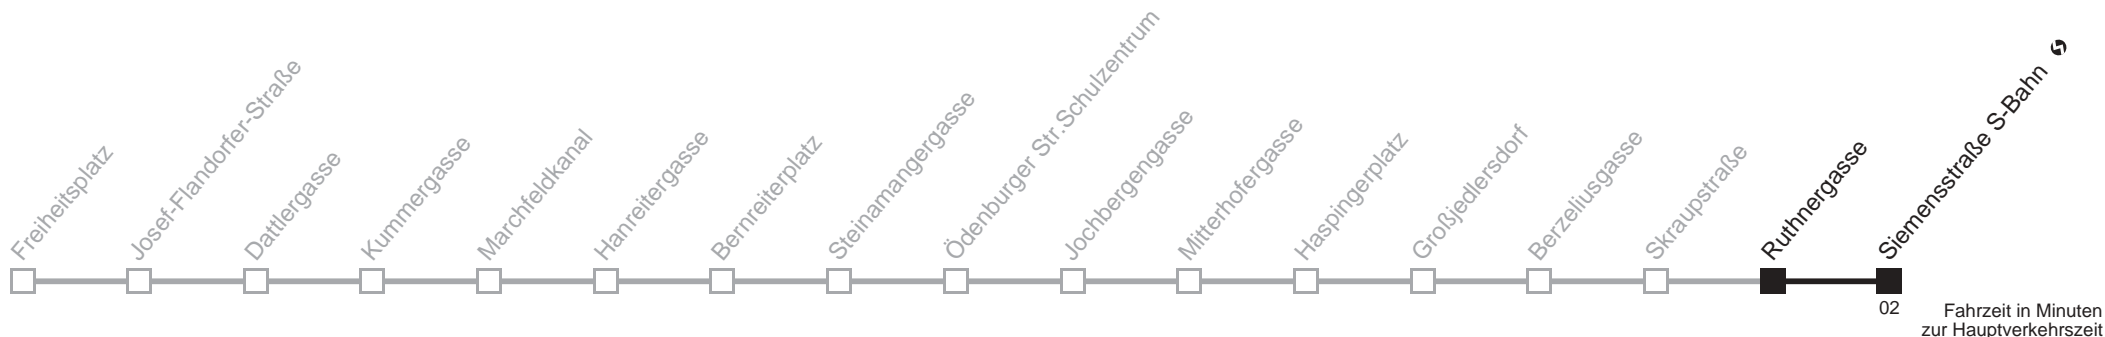 Freiheitsplatz
Josef-Flandorfer-Straße
Dattlergasse
Kummergasse
Marchfeldkanal
Hanreitergasse
Bernreiterplatz
Steinamangergasse
Ödenburger Str.Schulzentrum
Jochbergengasse
Mitterhofergasse
Haspingerplatz
Großjedlersdorf
Berzeliusgasse
Skraupstraße
Ruthnergasse
Siemensstraße S-Bahn
02
Fahrzeit in Minuten
zur Hauptverkehrszeit